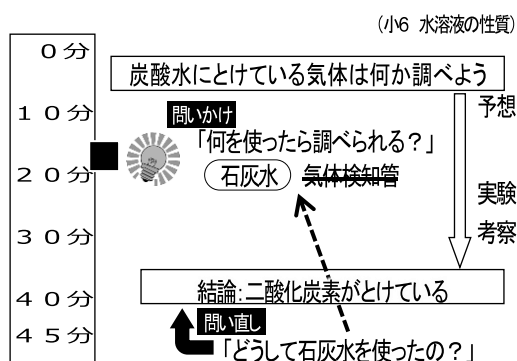 （小6 水溶液の性質）
0分
炭酸水にとけている気体は何か調べよう
予想
10分
問いかけ
「何を使ったら調べられる？」
20分
石灰水 気体検知管
実験
30分
考察
結論：二酸化炭素がとけている
40分
問い直し
45分
「どうして石灰水を使ったの？」